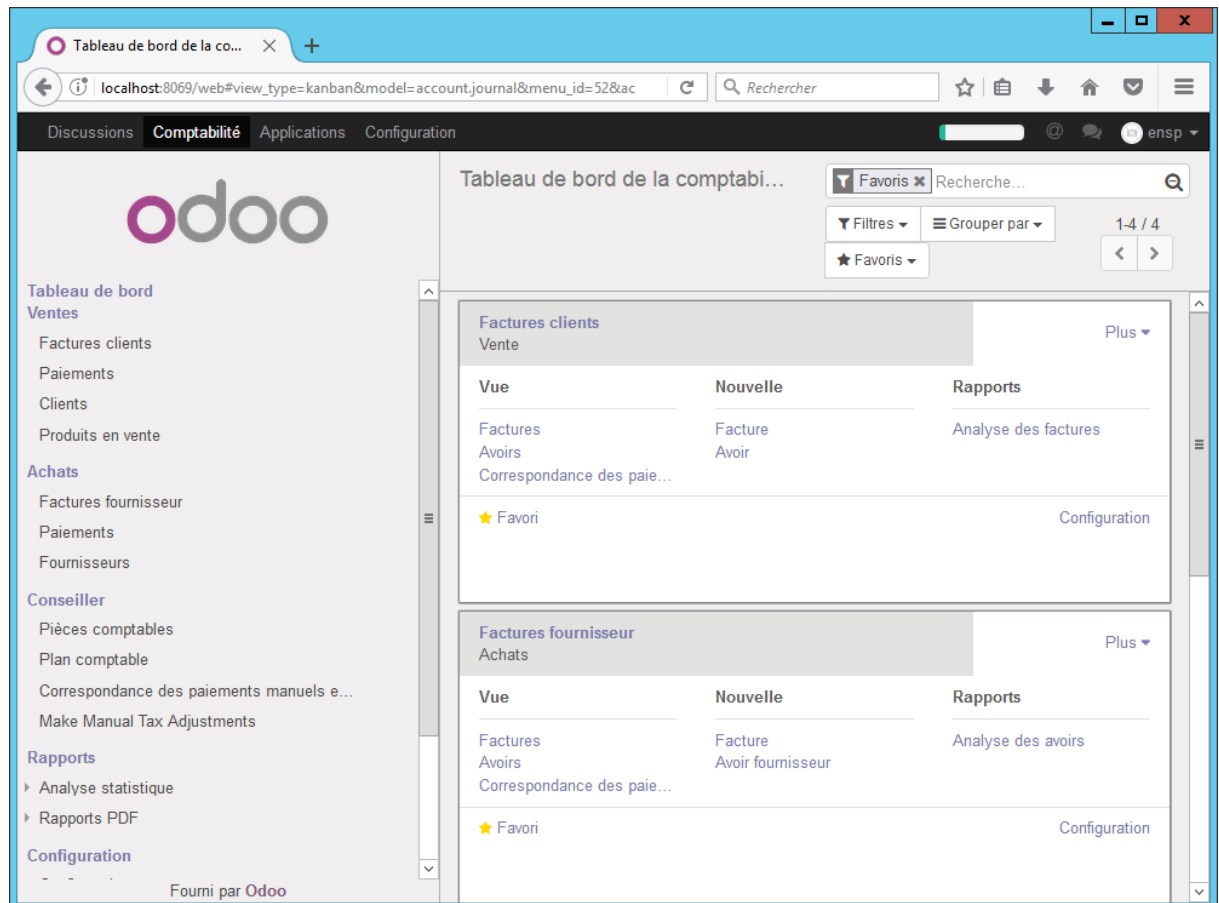 Tableau de bord de la co...
localhost:8069/web#view_type=kanban&model=account.journal&menu_id=52&ac
Rechercher
Discussions Comptabilité Applications Configuration
@ ensp
odoo
Tableau de bord
Ventes
Factures clients
Paiements
Clients
Produits en vente
Achats
Factures fournisseur
Paiements
Fournisseurs
Conseiller
Pièces comptables
Plan comptable
Correspondance des paiements manuels e...
Make Manual Tax Adjustments
Rapports
Analyse statistique
Rapports PDF
Configuration
Fourni par Odoo
Tableau de bord de la comptabi...
Favoris Recherche...
Filtres Grouper par 1-4 / 4
Favoris
Factures clients
Vente
Plus
Vue Nouvelle Rapports
Factures Facture Analyse des factures
Avoirs Avoir
Correspondance des paie...
Favori Configuration
Factures fournisseur
Achats
Plus
Vue Nouvelle Rapports
Factures Facture Analyse des avoirs
Avoirs Avoir fournisseur
Correspondance des paie...
Favori Configuration